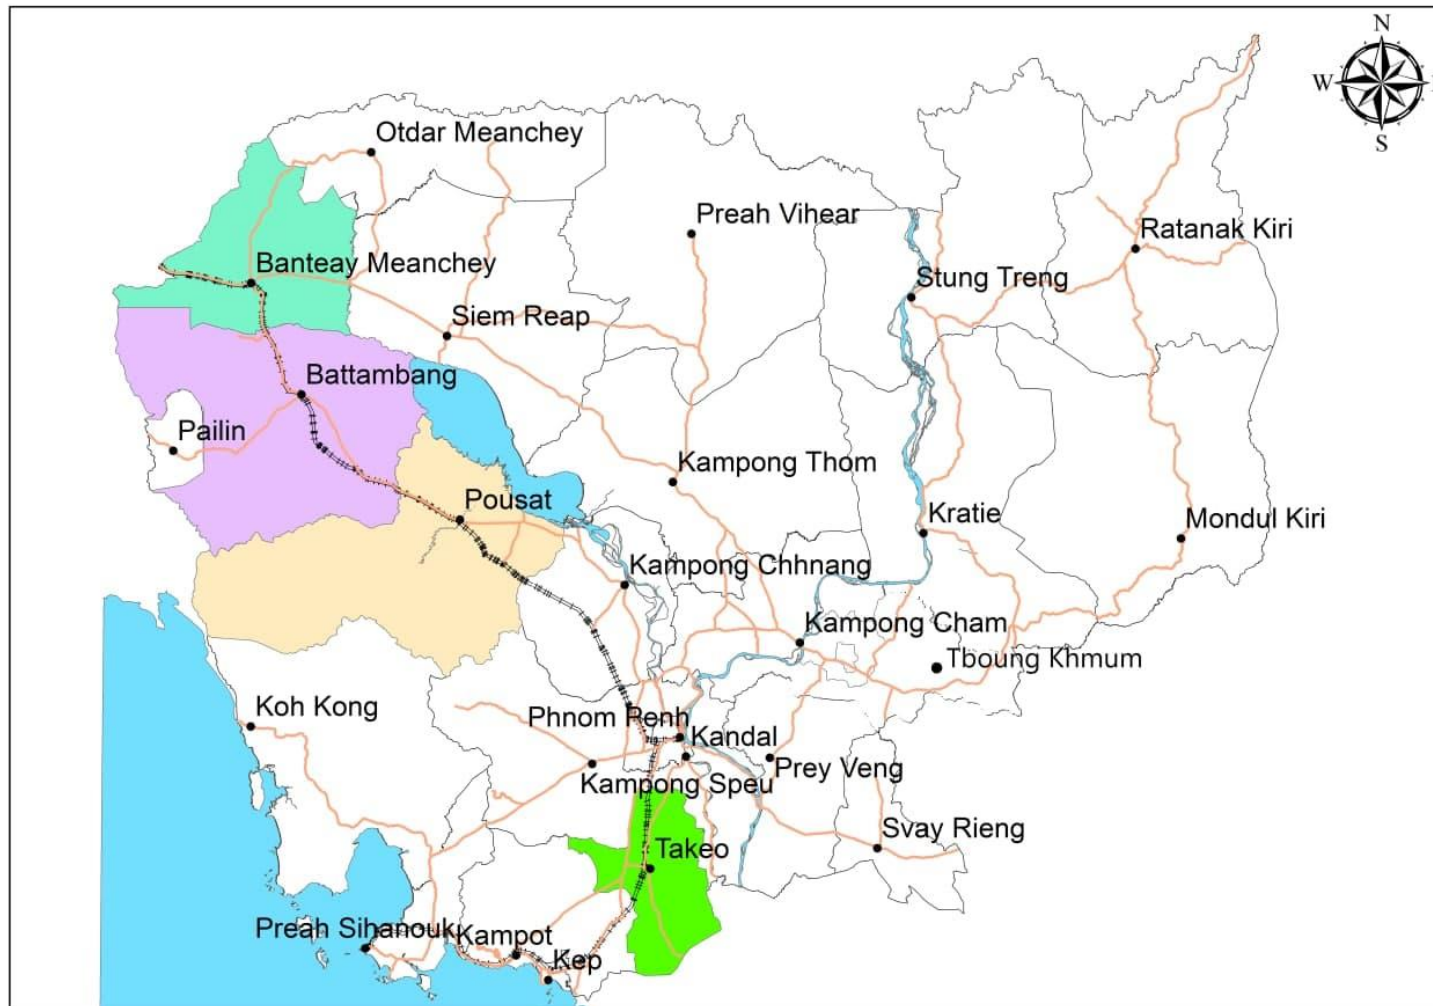 N
W
S
Otdar Meanchey
Preah Vihear
Ratanak Kiri
Banteay Meanchey
Stung Treng
Siem Reap
Battambang
Pailin
Kampong Thom
Pousat
Kratie
Mondul Kiri
Kampong Chhnang
Kampong Cham
Tboung Khmum
Koh Kong
Phnom Penh
Kandal
Prey Veng
Kampong Speu
Svay Rieng
Takeo
Preah Sihanouk
Kampot
Kep